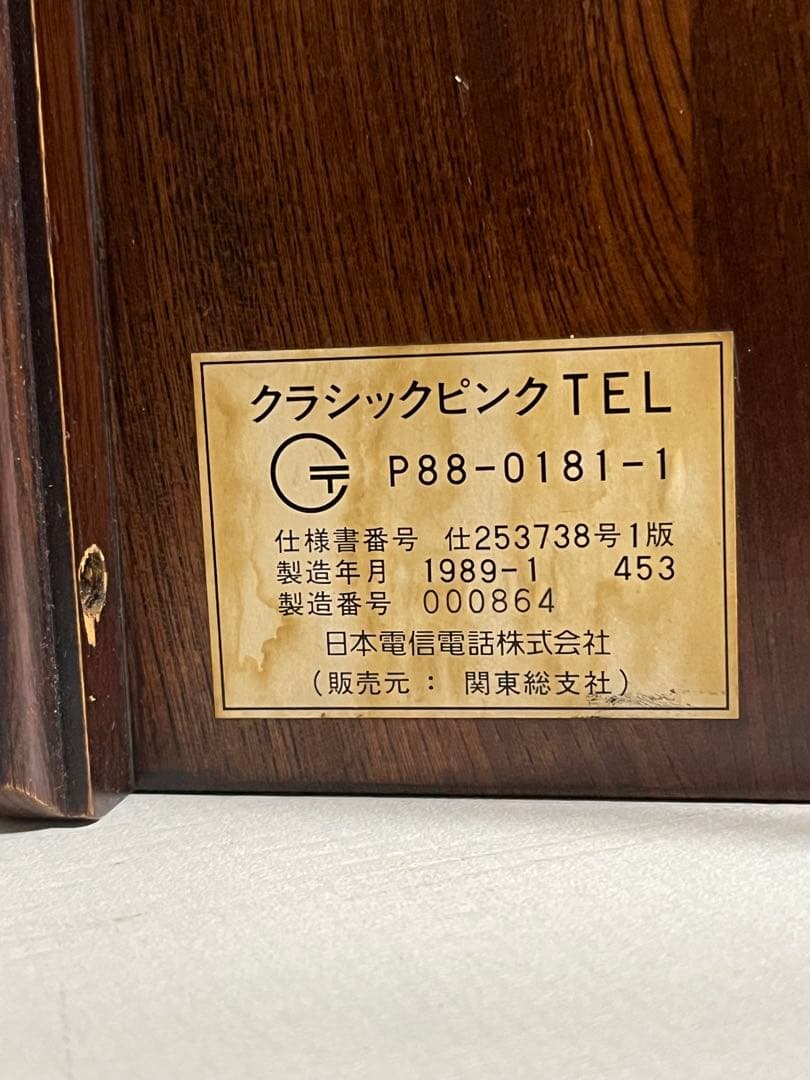 クラシックピンクTEL
P88-0181-1
仕様書番号 仕253738号1版
製造年月 1989-1 453
製造番号 000864
日本電信電話株式会社
(販売元: 関東総支社)